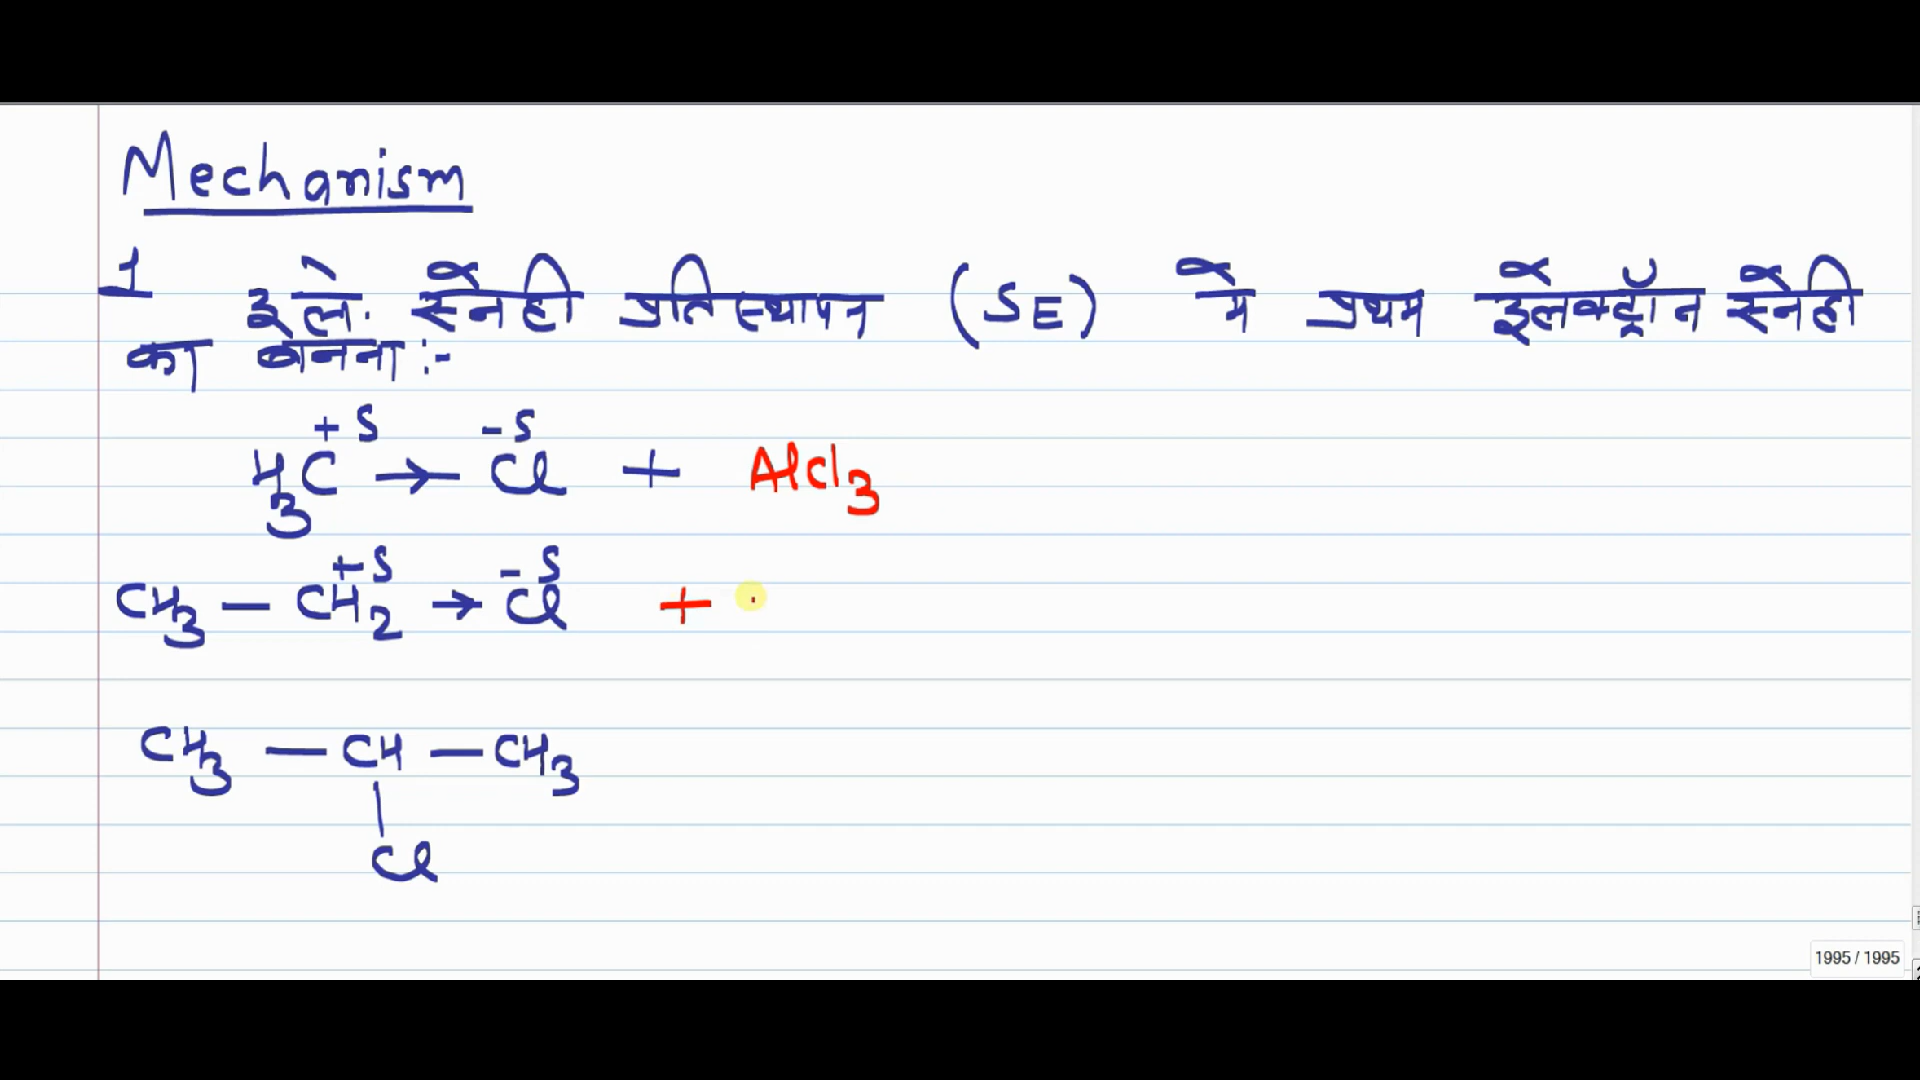 Mechanism
1 इले. स्नेही प्रतिस्थापन (SE) मे प्रथम इलेक्ट्रॉन स्नेही
का बनना :-
+S -S
H3C → Cl + AlCl3
+S -S
CH3 — CH2 → Cl +
CH3 — CH — CH3
|
Cl
1995 / 1995